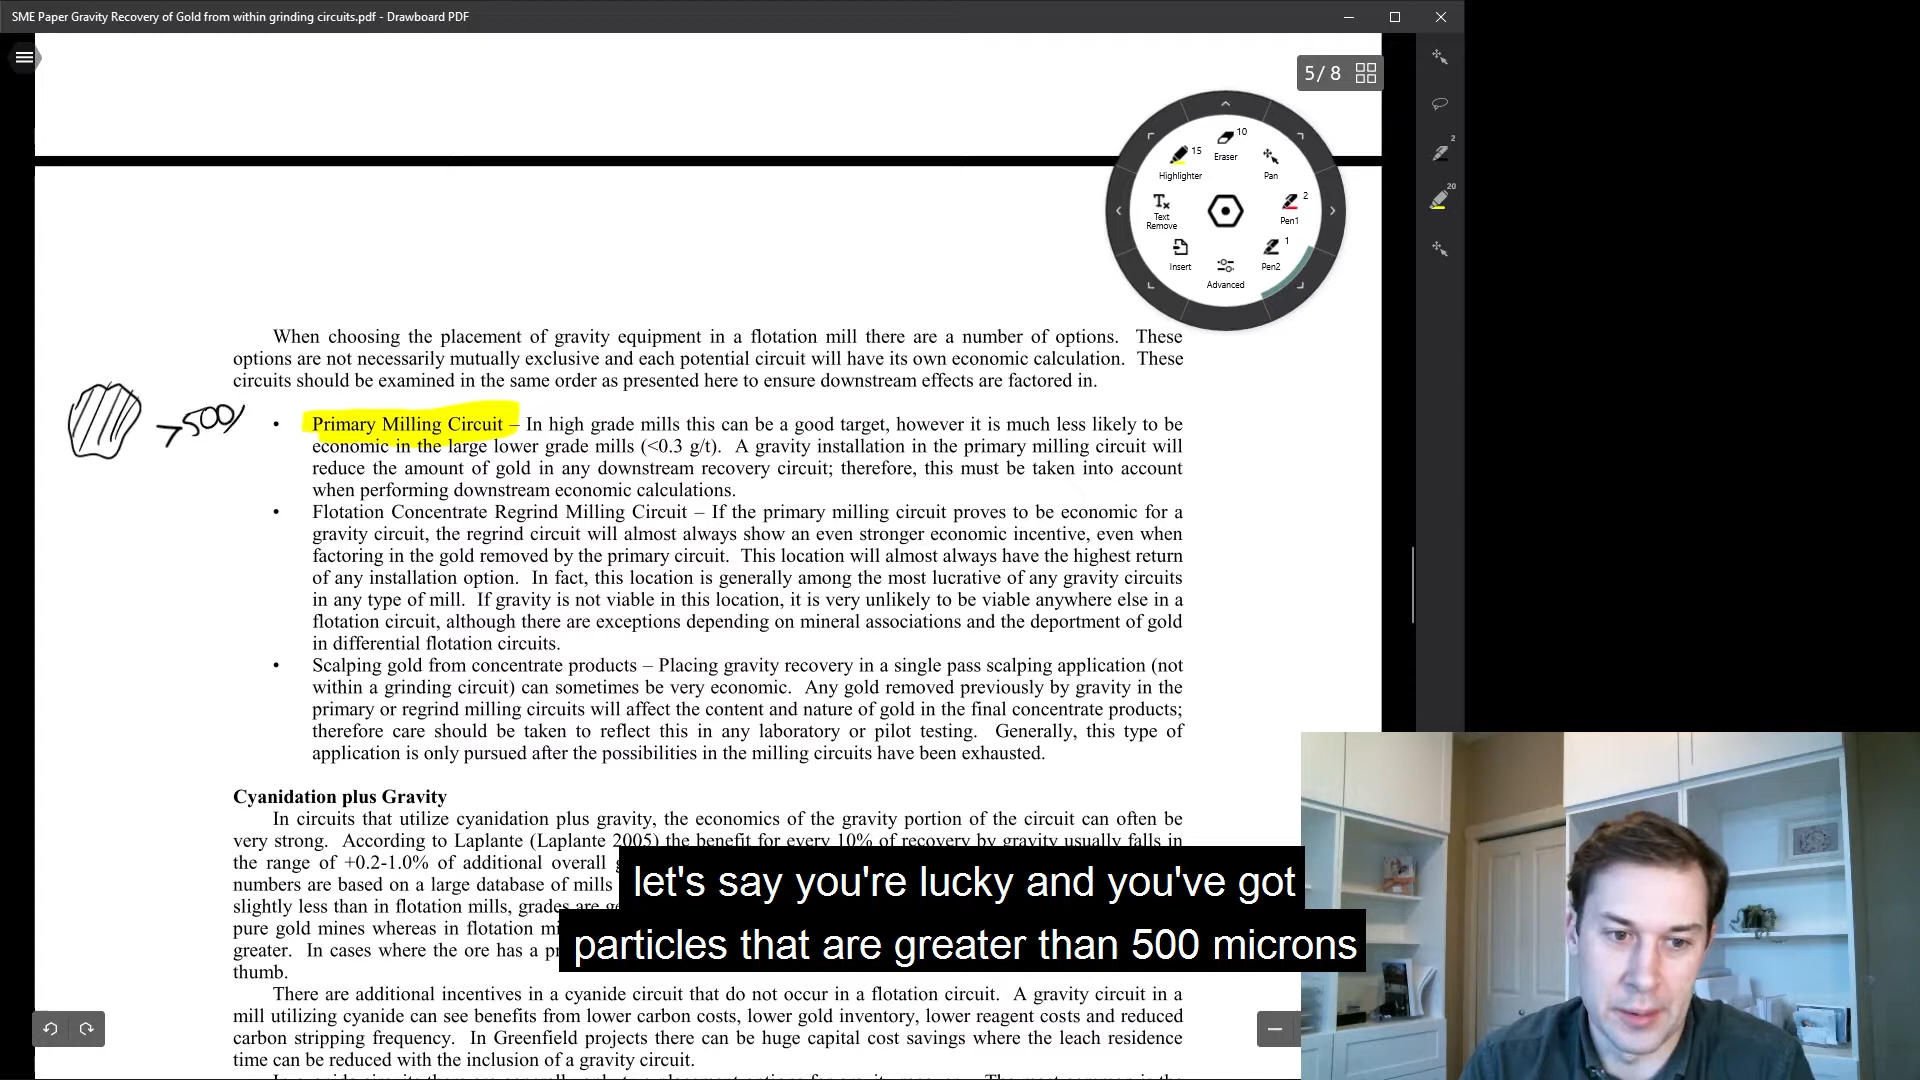 SME Paper Gravity Recovery of Gold from within grinding circuits.pdf - Drawboard PDF
5 / 8
10
Eraser
15
Highlighter
Pan
Text
Remove
2
Pen1
Insert
1
Pen2
Advanced
2
20
When choosing the placement of gravity equipment in a flotation mill there are a number of options. These
options are not necessarily mutually exclusive and each potential circuit will have its own economic calculation. These
circuits should be examined in the same order as presented here to ensure downstream effects are factored in.
>500
• Primary Milling Circuit – In high grade mills this can be a good target, however it is much less likely to be
economic in the large lower grade mills (<0.3 g/t). A gravity installation in the primary milling circuit will
reduce the amount of gold in any downstream recovery circuit; therefore, this must be taken into account
when performing downstream economic calculations.
• Flotation Concentrate Regrind Milling Circuit – If the primary milling circuit proves to be economic for a
gravity circuit, the regrind circuit will almost always show an even stronger economic incentive, even when
factoring in the gold removed by the primary circuit. This location will almost always have the highest return
of any installation option. In fact, this location is generally among the most lucrative of any gravity circuits
in any type of mill. If gravity is not viable in this location, it is very unlikely to be viable anywhere else in a
flotation circuit, although there are exceptions depending on mineral associations and the deportment of gold
in differential flotation circuits.
• Scalping gold from concentrate products – Placing gravity recovery in a single pass scalping application (not
within a grinding circuit) can sometimes be very economic. Any gold removed previously by gravity in the
primary or regrind milling circuits will affect the content and nature of gold in the final concentrate products;
therefore care should be taken to reflect this in any laboratory or pilot testing. Generally, this type of
application is only pursued after the possibilities in the milling circuits have been exhausted.
Cyanidation plus Gravity
In circuits that utilize cyanidation plus gravity, the economics of the gravity portion of the circuit can often be
very strong. According to Laplante (Laplante 2005) the benefit for every 10% of recovery by gravity usually falls in
the range of +0.2-1.0% of additional overall
numbers are based on a large database of mills
slightly less than in flotation mills, grades are
pure gold mines whereas in flotation
greater. In cases where the ore has a
thumb.
There are additional incentives in a cyanide circuit that do not occur in a flotation circuit. A gravity circuit in a
mill utilizing cyanide can see benefits from lower carbon costs, lower gold inventory, lower reagent costs and reduced
carbon stripping frequency. In Greenfield projects there can be huge capital cost savings where the leach residence
time can be reduced with the inclusion of a gravity circuit.
let's say you're lucky and you've got
particles that are greater than 500 microns